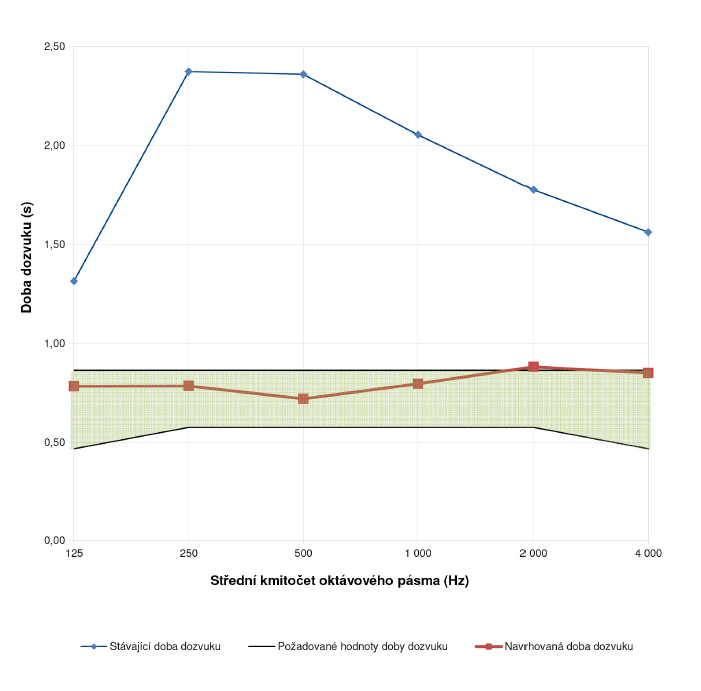 2,50
2,00
1,50
1,00
0,50
0,00
Doba dozvuku (s)
125 250 500 1 000 2 000 4 000
Střední kmitočet oktávového pásma (Hz)
Stávající doba dozvuku Požadované hodnoty doby dozvuku Navrhovaná doba dozvuku